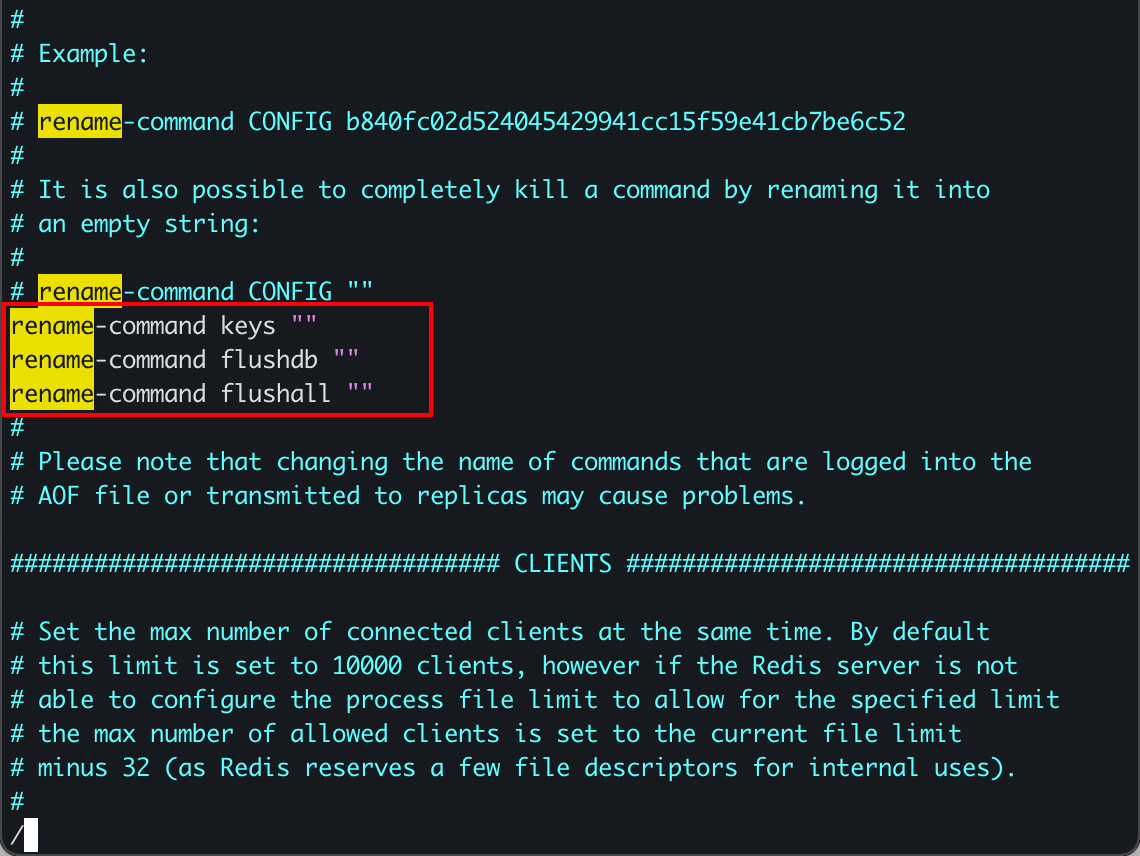 #
# Example:
#
# rename-command CONFIG b840fc02d524045429941cc15f59e41cb7be6c52
#
# It is also possible to completely kill a command by renaming it into
# an empty string:
#
# rename-command CONFIG ""
rename-command keys ""
rename-command flushdb ""
rename-command flushall ""
#
# Please note that changing the name of commands that are logged into the
# AOF file or transmitted to replicas may cause problems.

################################### CLIENTS ####################################

# Set the max number of connected clients at the same time. By default
# this limit is set to 10000 clients, however if the Redis server is not
# able to configure the process file limit to allow for the specified limit
# the max number of allowed clients is set to the current file limit
# minus 32 (as Redis reserves a few file descriptors for internal uses).
#
/